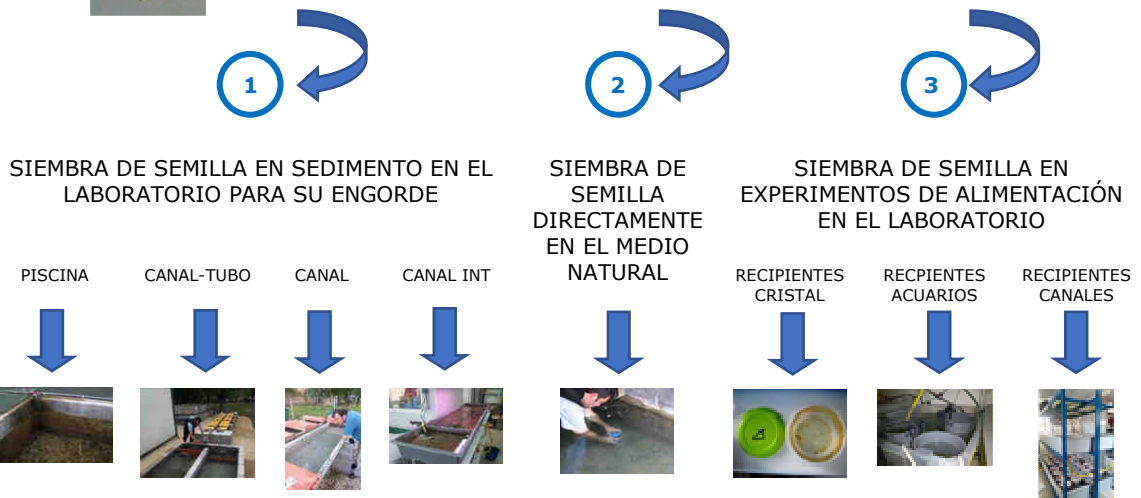 1
2
3
SIEMBRA DE SEMILLA EN SEDIMENTO EN EL
LABORATORIO PARA SU ENGORDE
SIEMBRA DE
SEMILLA
DIRECTAMENTE
EN EL MEDIO
NATURAL
SIEMBRA DE SEMILLA EN
EXPERIMENTOS DE ALIMENTACIÓN
EN EL LABORATORIO
PISCINA
CANAL-TUBO
CANAL
CANAL INT
RECIPIENTES
CRISTAL
RECPIENTES
ACUARIOS
RECIPIENTES
CANALES